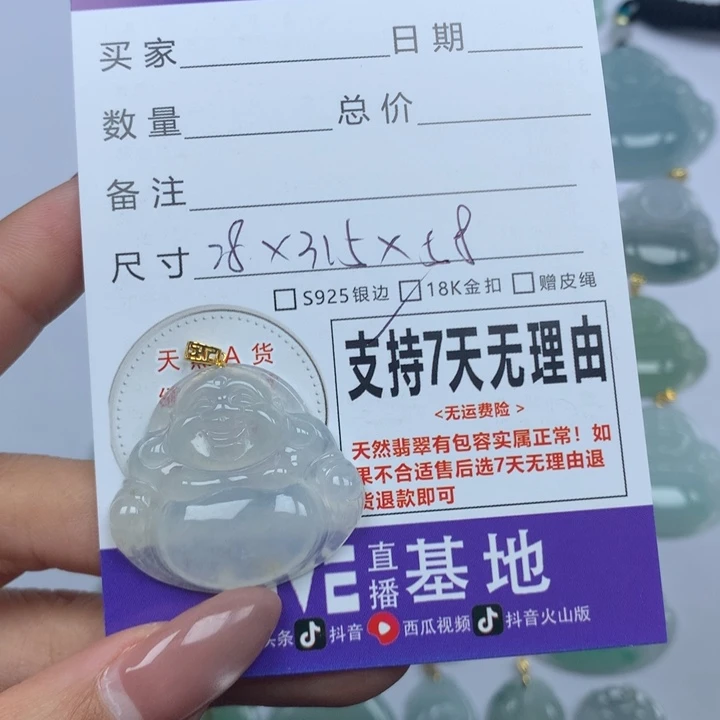 买家 日期
数量 总价
备注
尺寸 28×31.5×5.8
S925银边 18K金扣 赠皮绳
天然A货
支持7天无理由
<无运费险>
天然翡翠有包容实属正常！如
果不合适售后选7天无理由退
货退款即可
VE 直播 基地
头条 抖音 西瓜视频 抖音火山版